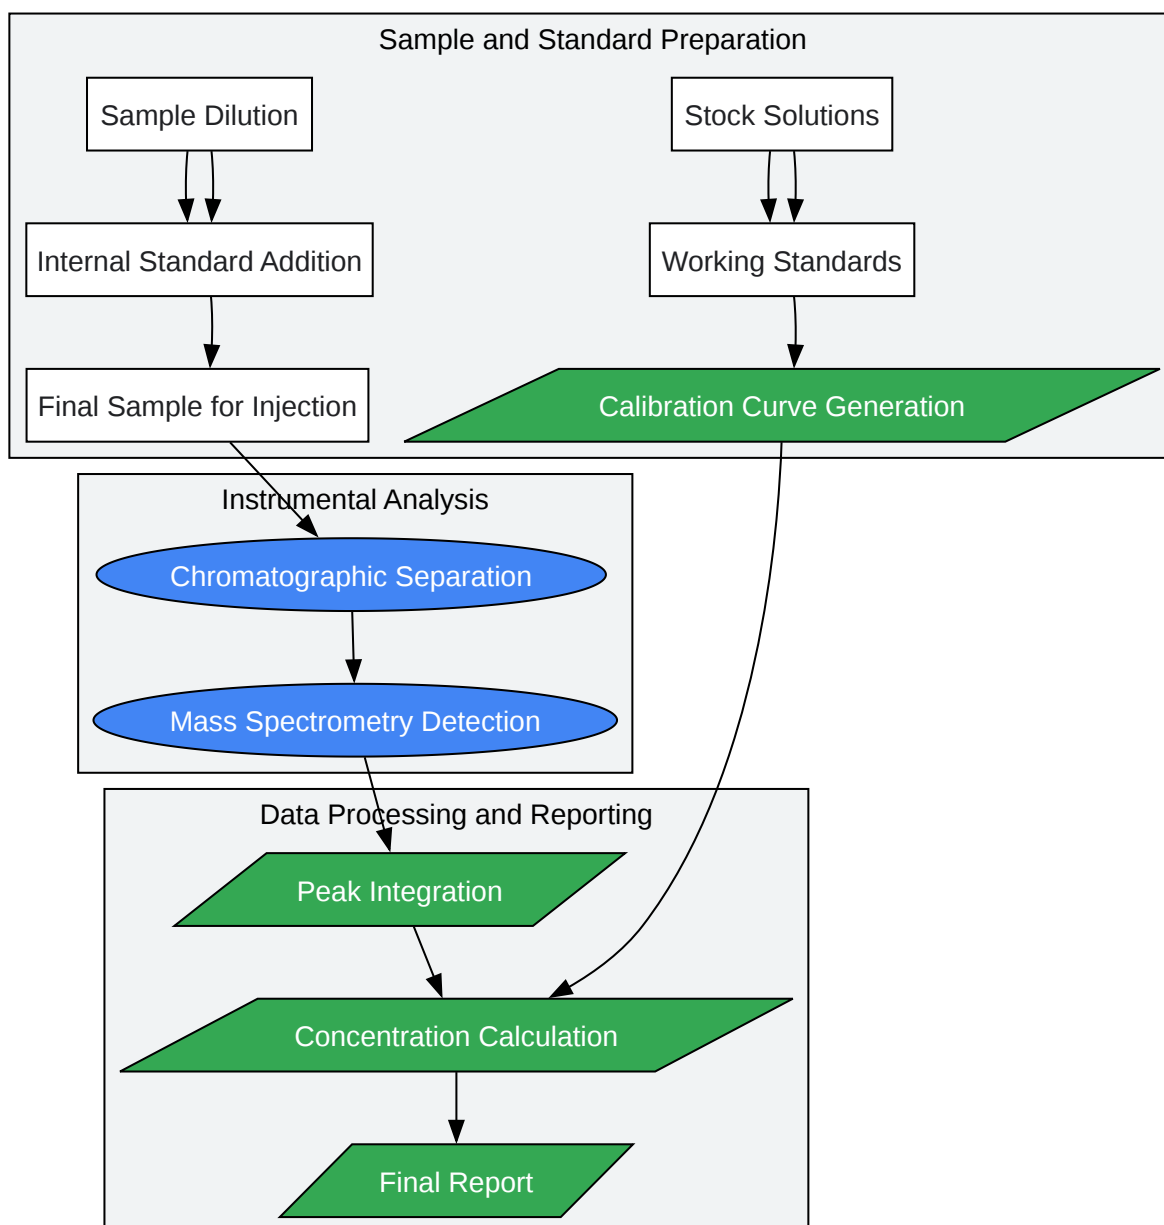 Sample and Standard Preparation
Sample Dilution
Stock Solutions
Internal Standard Addition
Working Standards
Final Sample for Injection
Calibration Curve Generation
Instrumental Analysis
Chromatographic Separation
Mass Spectrometry Detection
Data Processing and Reporting
Peak Integration
Concentration Calculation
Final Report